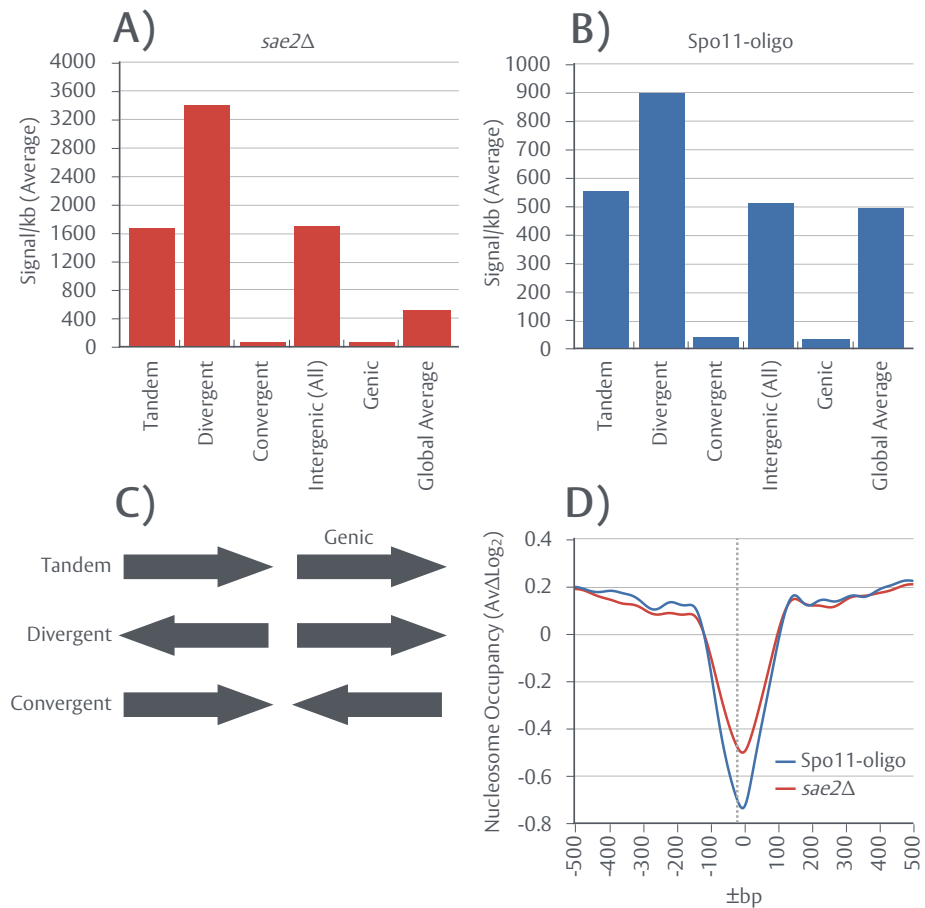 A)
sae2Δ
Signal/kb (Average)
4000
3600
3200
2800
2400
2000
1600
1200
800
400
0
Tandem
Divergent
Convergent
Intergenic (All)
Genic
Global Average
B)
Spo11-oligo
Signal/kb (Average)
1000
900
800
700
600
500
400
300
200
100
0
Tandem
Divergent
Convergent
Intergenic (All)
Genic
Global Average
C)
Genic
Tandem
Divergent
Convergent
D)
Nucleosome Occupancy (AvΔLog₂)
0.4
0.2
0
-0.2
-0.4
-0.6
-0.8
Spo11-oligo
sae2Δ
-500
-400
-300
-200
-100
0
100
200
300
400
500
±bp